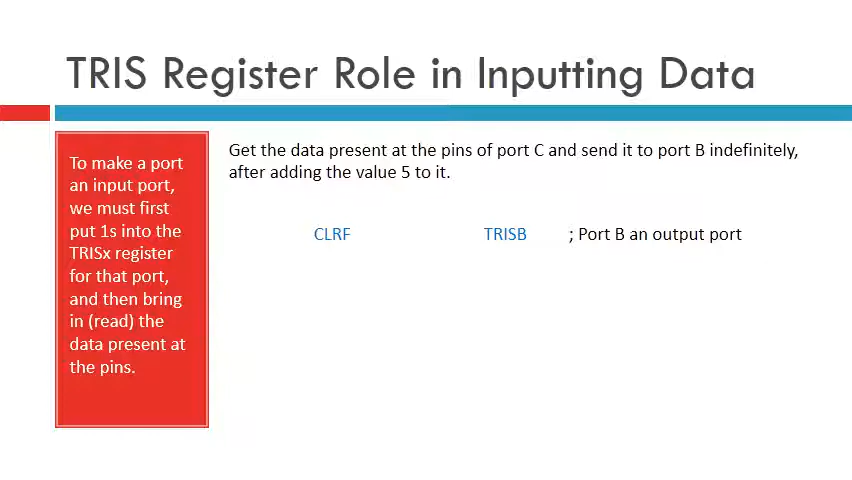 TRIS Register Role in Inputting Data
To make a port
an input port,
we must first
put 1s into the
TRISx register
for that port,
and then bring
in (read) the
data present at
the pins.
Get the data present at the pins of port C and send it to port B indefinitely,
after adding the value 5 to it.
CLRF TRISB ; Port B an output port